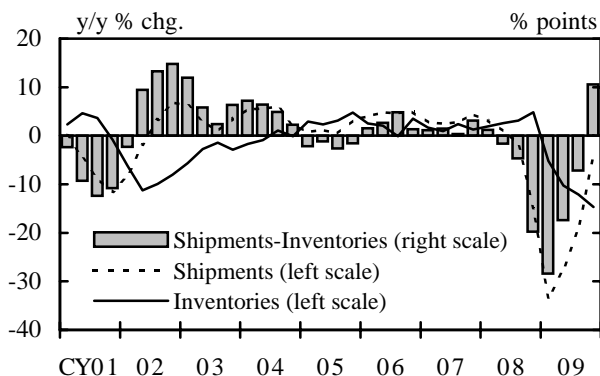 y/y % chg. % points
20
10
0
-10
-20
-30
-40
Shipments-Inventories (right scale)
Shipments (left scale)
Inventories (left scale)
CY01 02 03 04 05 06 07 08 09